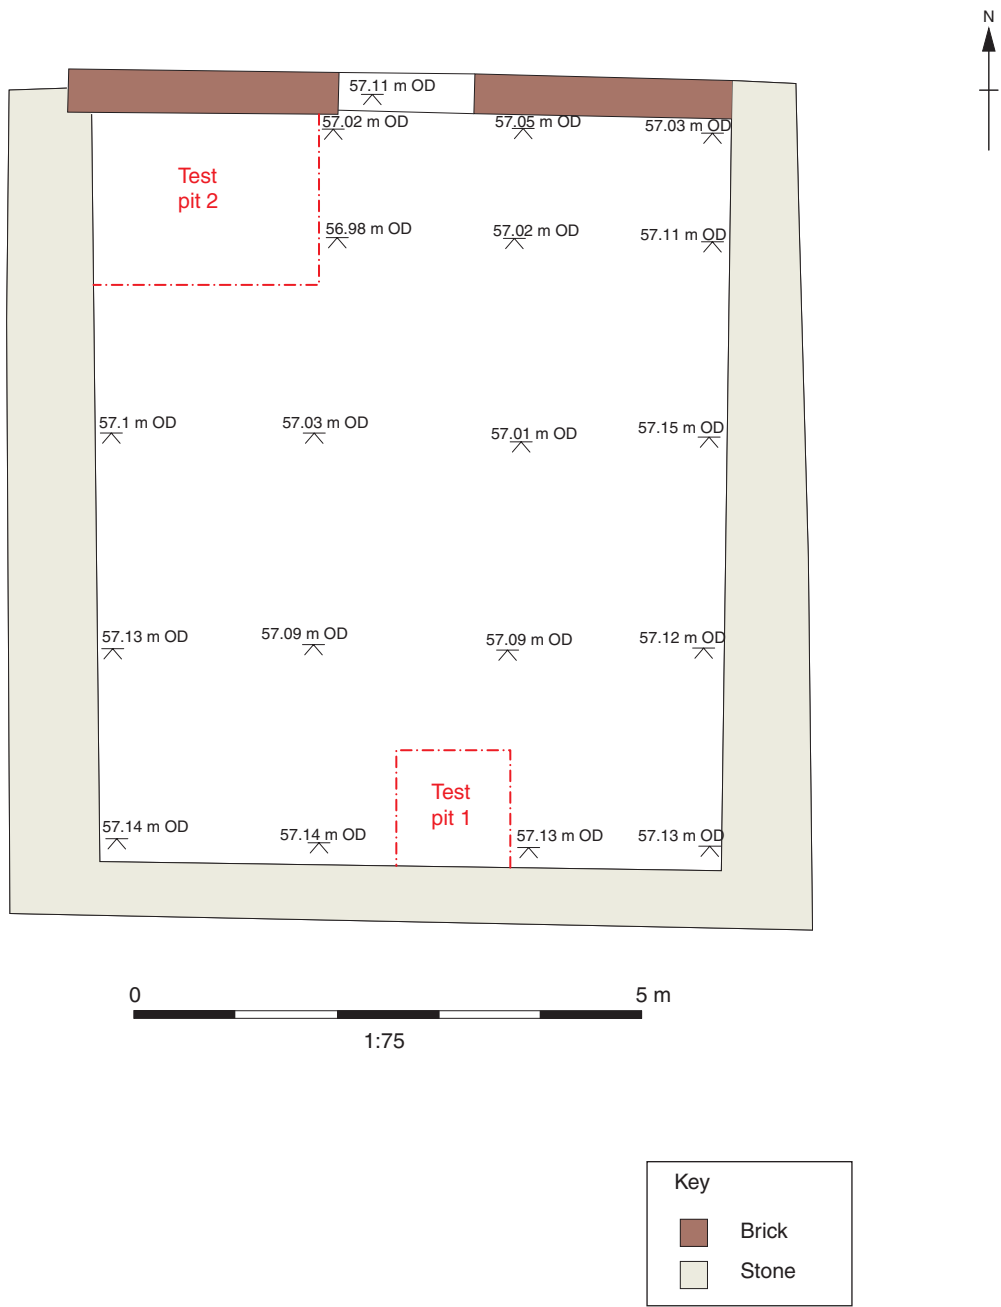 N
57.11 m OD
57.02 m OD
57.05 m OD
57.03 m OD
Test
pit 2
56.98 m OD
57.02 m OD
57.11 m OD
57.1 m OD
57.03 m OD
57.01 m OD
57.15 m OD
57.13 m OD
57.09 m OD
57.09 m OD
57.12 m OD
Test
pit 1
57.14 m OD
57.14 m OD
57.13 m OD
57.13 m OD
0
5 m
1:75
Key
Brick
Stone